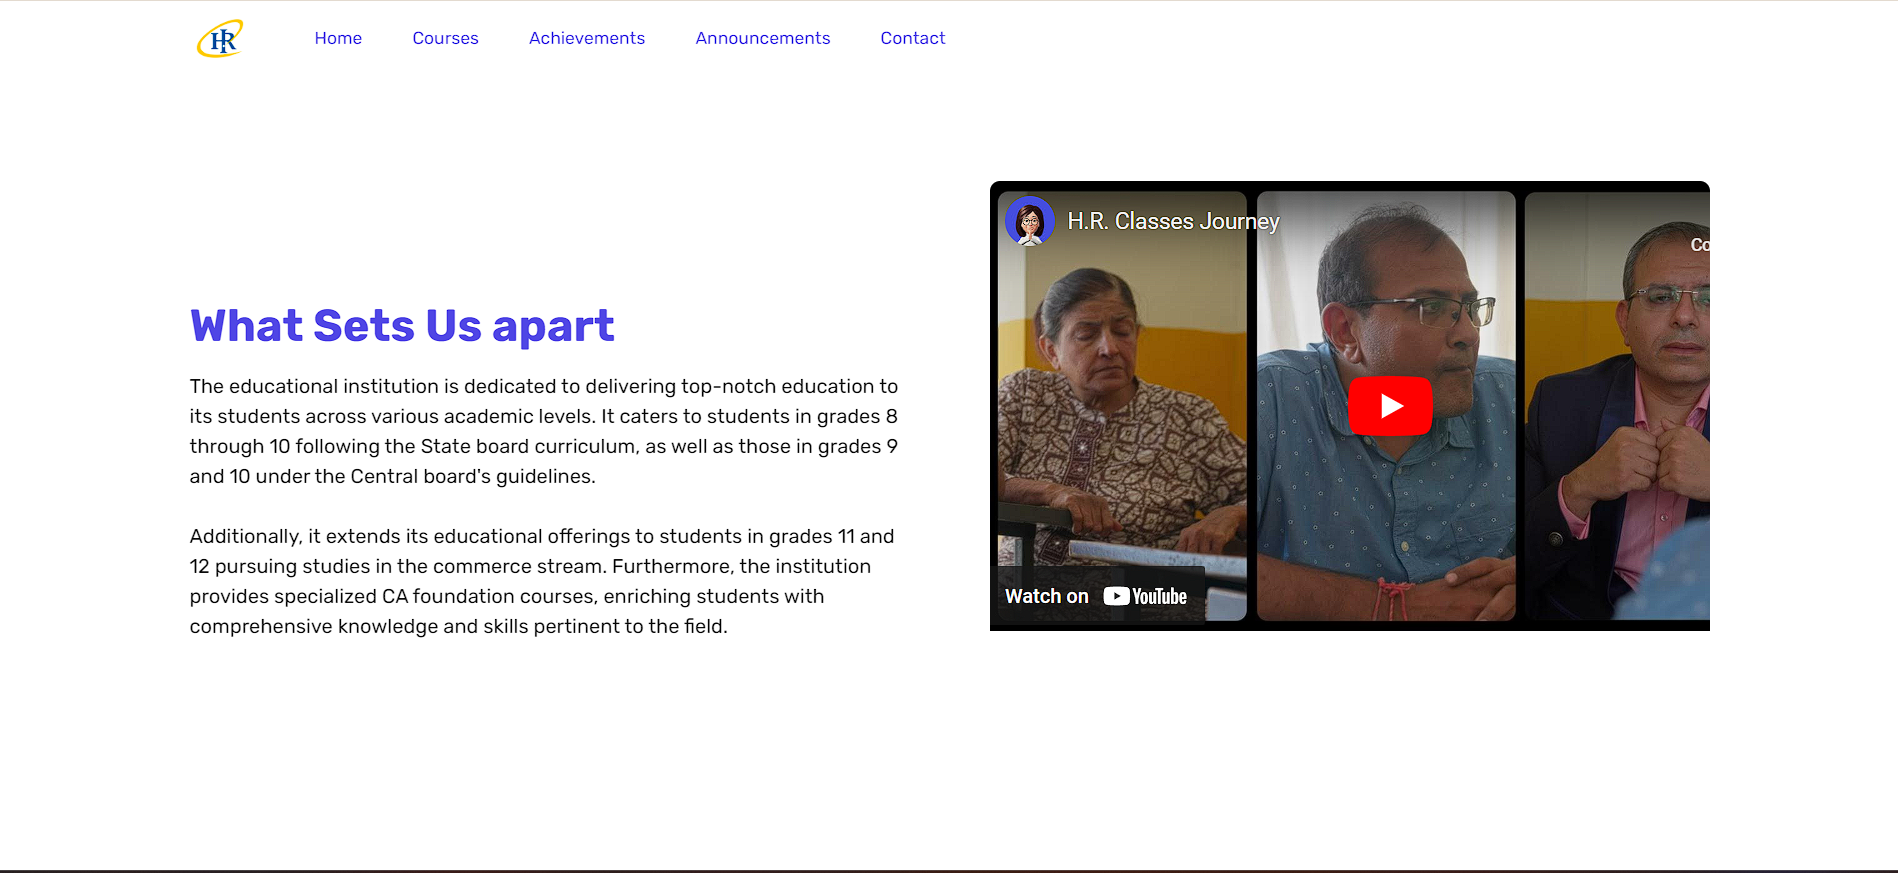 HR
Home
Courses
Achievements
Announcements
Contact
What Sets Us apart
The educational institution is dedicated to delivering top-notch education to
its students across various academic levels. It caters to students in grades 8
through 10 following the State board curriculum, as well as those in grades 9
and 10 under the Central board's guidelines.
Additionally, it extends its educational offerings to students in grades 11 and
12 pursuing studies in the commerce stream. Furthermore, the institution
provides specialized CA foundation courses, enriching students with
comprehensive knowledge and skills pertinent to the field.
H.R. Classes Journey
Co
Watch on YouTube